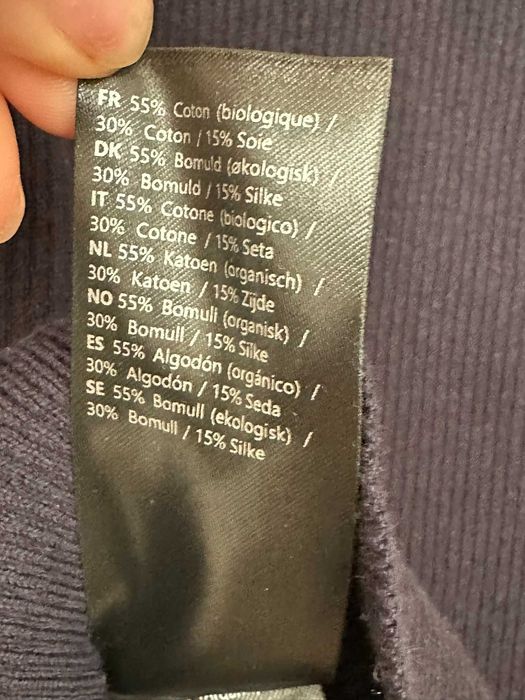 FR 55% Coton (biologique) /
30% Coton / 15% Soie
DK 55% Bomuld (økologisk) /
30% Bomuld / 15% Silke
IT 55% Cotone (biologico) /
30% Cotone / 15% Seta
NL 55% Katoen (organisch) /
30% Katoen / 15% Zijde
NO 55% Bomull (organisk) /
30% Bomull / 15% Silke
ES 55% Algodón (orgánico) /
30% Algodón / 15% Seda
SE 55% Bomull (ekologisk) /
30% Bomull / 15% Silke